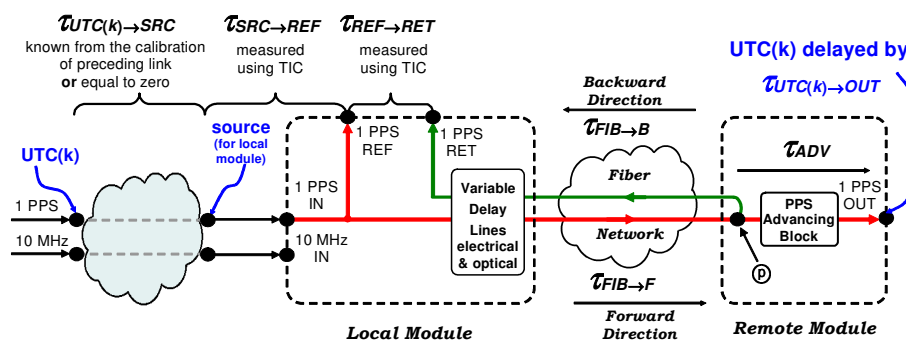 τUTC(k)→SRC
known from the calibration
of preceding link
or equal to zero
τSRC→REF
measured
using TIC
τREF→RET
measured
using TIC
UTC(k) delayed by
τUTC(k)→OUT
Backward
Direction
τFIB→B
source
(for local
module)
UTC(k)
1 PPS
REF
1 PPS
RET
τADV
Fiber
1 PPS
IN
Variable
Delay
Lines
electrical
& optical
1 PPS
OUT
PPS
Advancing
Block
1 PPS
10 MHz
10 MHz
IN
Network
p
τFIB→F
Forward
Direction
Local Module
Remote Module